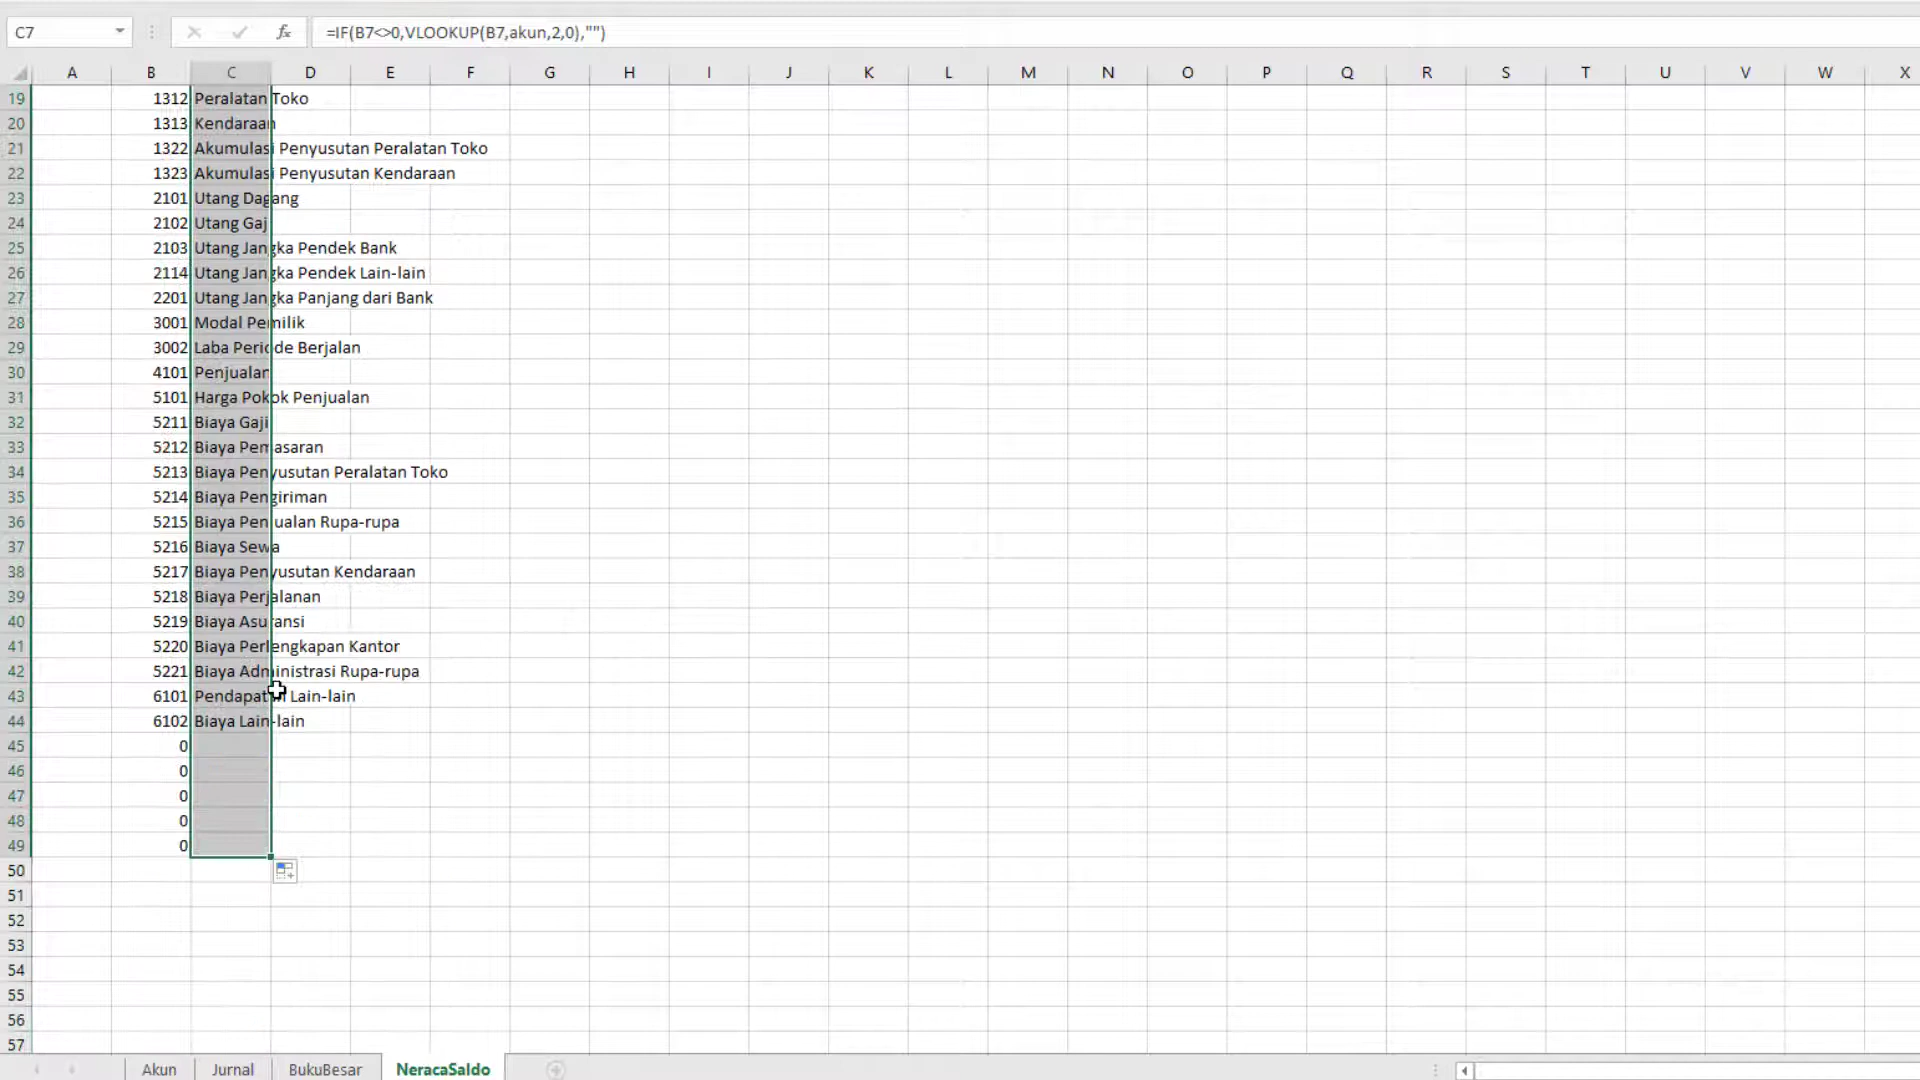 C7 fx =IF(B7<>0,VLOOKUP(B7,akun,2,0),"")
A B C D E F G H I J K L M N O P Q R S T U V W X
19 1312 Peralatan Toko
20 1313 Kendaraan
21 1322 Akumulasi Penyusutan Peralatan Toko
22 1323 Akumulasi Penyusutan Kendaraan
23 2101 Utang Dagang
24 2102 Utang Gaji
25 2103 Utang Jangka Pendek Bank
26 2114 Utang Jangka Pendek Lain-lain
27 2201 Utang Jangka Panjang dari Bank
28 3001 Modal Pemilik
29 3002 Laba Periode Berjalan
30 4101 Penjualan
31 5101 Harga Pokok Penjualan
32 5211 Biaya Gaji
33 5212 Biaya Pemasaran
34 5213 Biaya Penyusutan Peralatan Toko
35 5214 Biaya Pengiriman
36 5215 Biaya Penjualan Rupa-rupa
37 5216 Biaya Sewa
38 5217 Biaya Penyusutan Kendaraan
39 5218 Biaya Perjalanan
40 5219 Biaya Asuransi
41 5220 Biaya Perlengkapan Kantor
42 5221 Biaya Administrasi Rupa-rupa
43 6101 Pendapatan Lain-lain
44 6102 Biaya Lain-lain
45 0
46 0
47 0
48 0
49 0
50
51
52
53
54
55
56
57
Akun Jurnal BukuBesar NeracaSaldo